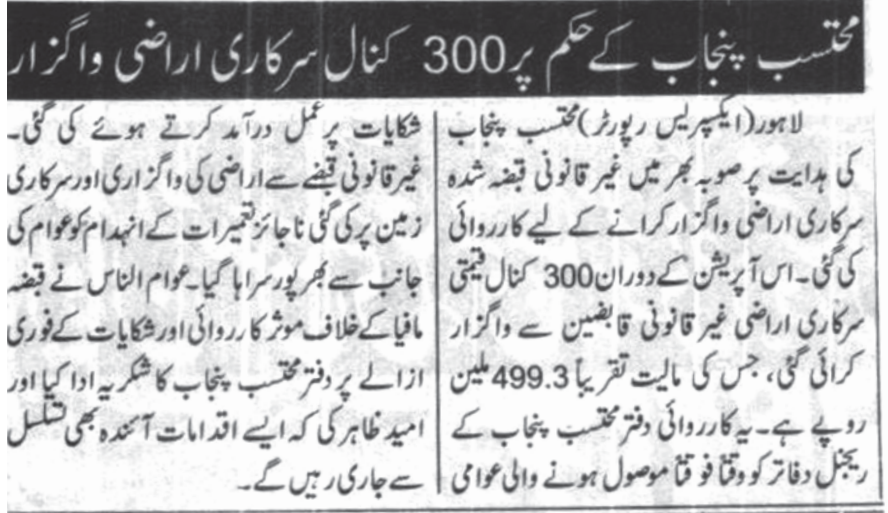 محتسب پنجاب کے حکم پر 300 کنال سرکاری اراضی واگزار
لاہور (ایکسپریس رپورٹر) محتسب پنجاب
کی ہدایت پر صوبہ بھر میں غیر قانونی قبضہ شدہ
سرکاری اراضی واگزار کرانے کے لیے کارروائی
کی گئی۔ اس آپریشن کے دوران 300 کنال قیمتی
سرکاری اراضی غیر قانونی قابضین سے واگزار
کرائی گئی، جس کی مالیت تقریباً 499.3 ملین
روپے ہے۔ یہ کارروائی دفتر محتسب پنجاب کے
ریجنل دفاتر کو وقتاً فوقتاً موصول ہونے والی عوامی
شکایات پر عمل درآمد کرتے ہوئے کی گئی۔
غیر قانونی قبضے سے اراضی کی واگزاری اور سرکاری
زمین پر کی گئی ناجائز تعمیرات کے انہدام کو عوام کی
جانب سے بھرپور سراہا گیا۔ عوام الناس نے قبضہ
مافیا کے خلاف موثر کارروائی اور شکایات کے فوری
ازالے پر دفتر محتسب پنجاب کا شکریہ ادا کیا اور
امید ظاہر کی کہ ایسے اقدامات آئندہ بھی تسلسل
سے جاری رہیں گے۔